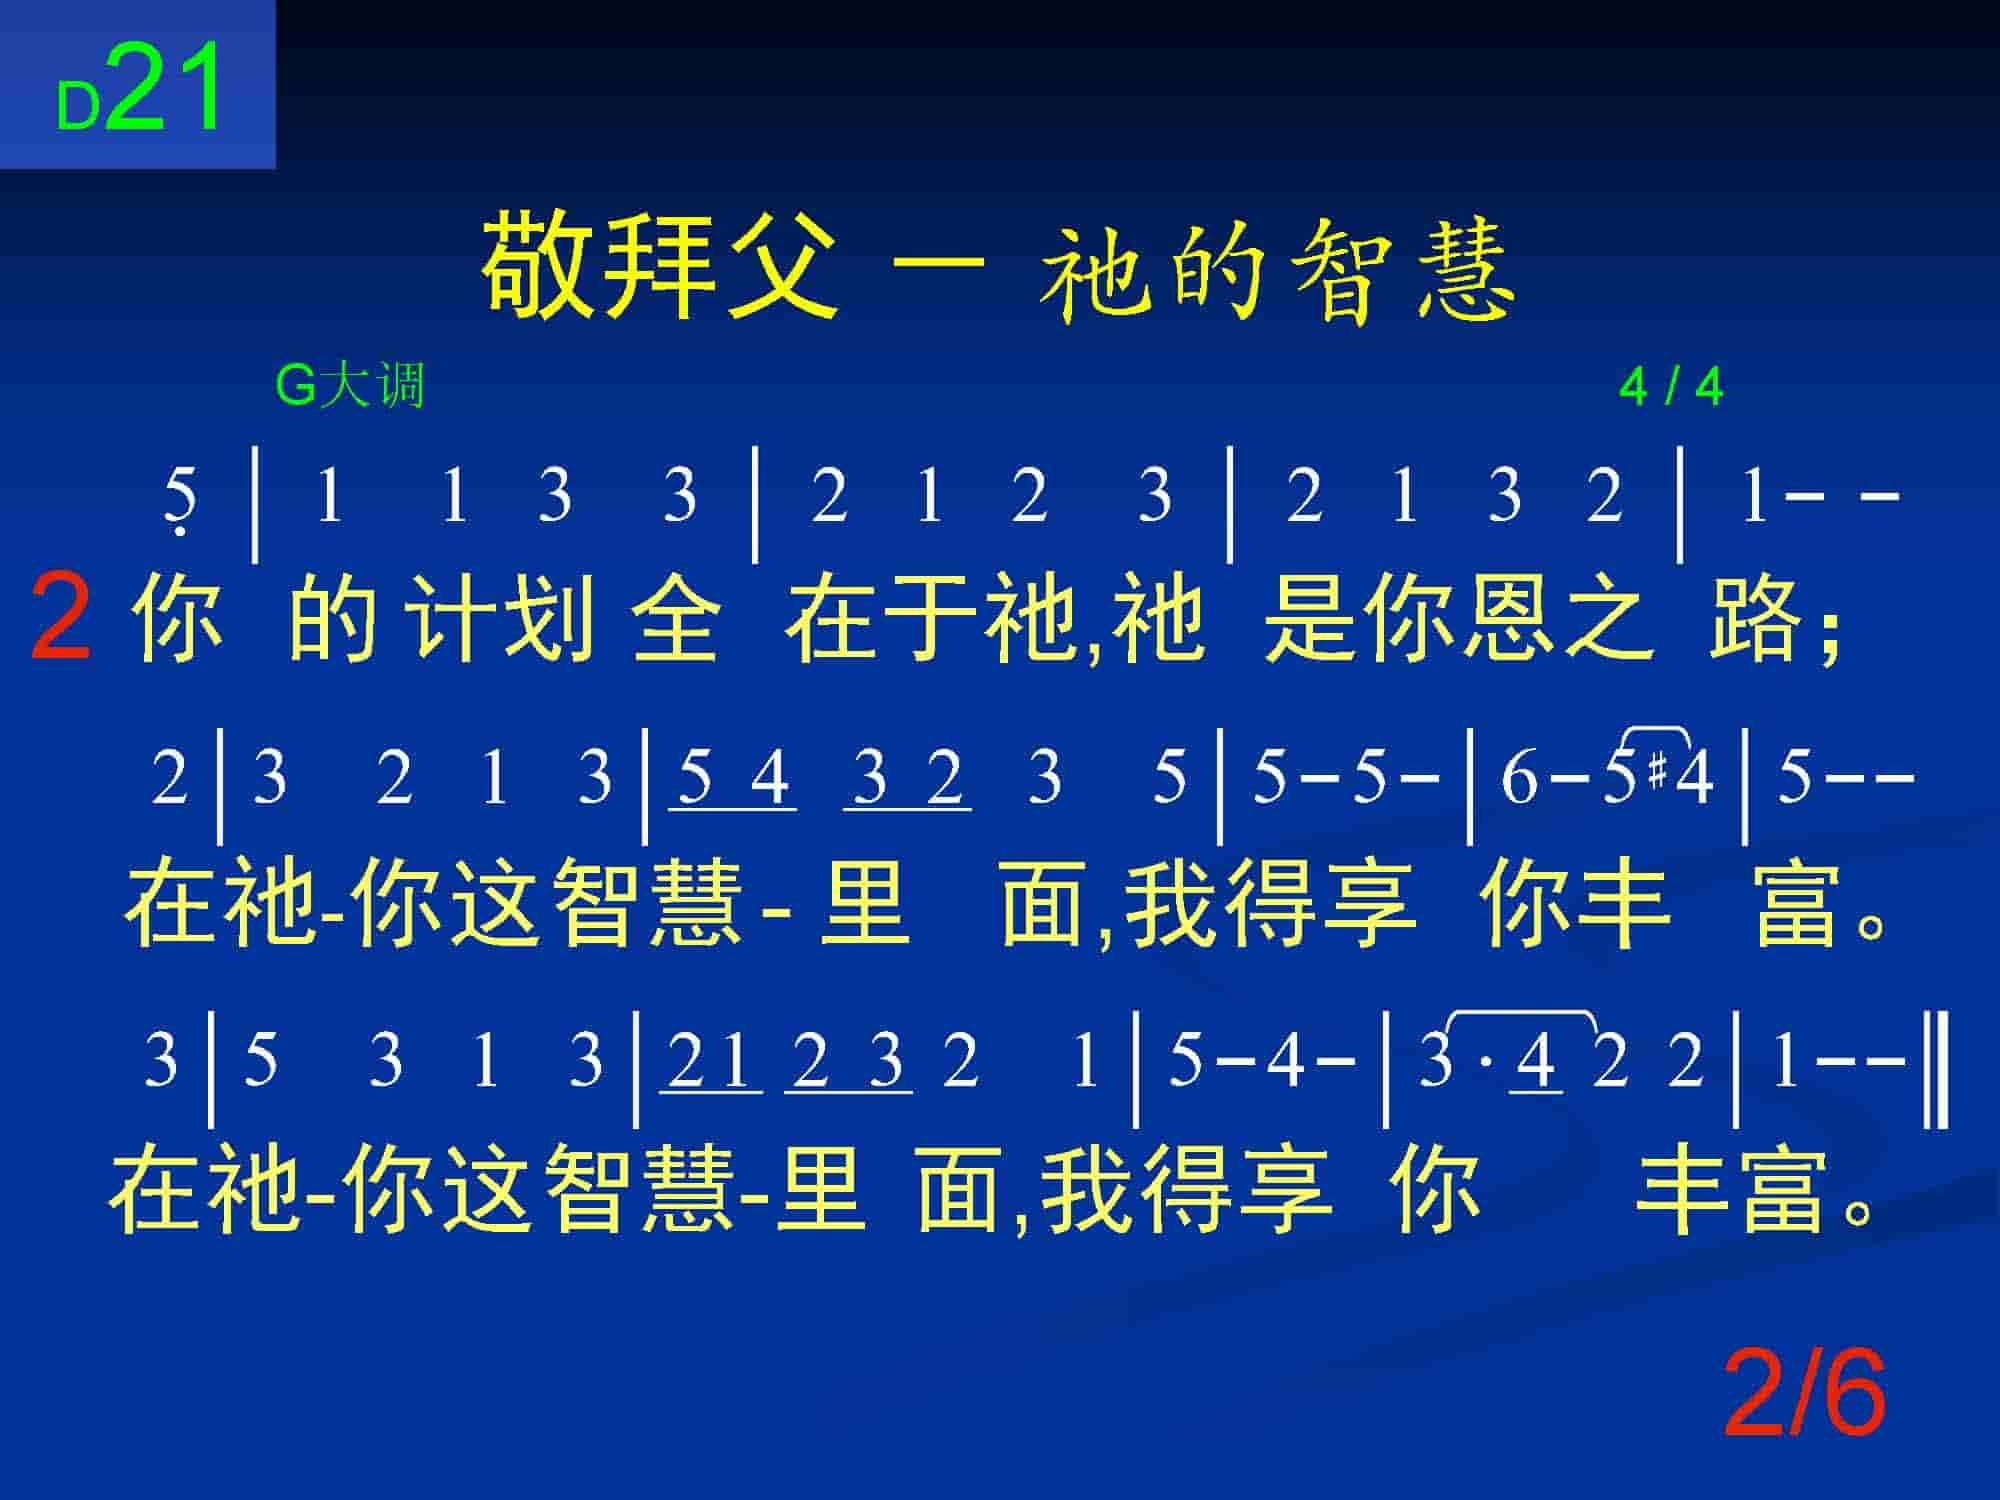 D21
敬拜父 － 祂的智慧
G大调 4 / 4
5̣ | 1 1 3 3 | 2 1 2 3 | 2 1 3 2 | 1 - -
2 你 的 计划 全 在于祂,祂 是你恩之 路;
2 | 3 2 1 3 | 5 4 3 2 3 5 | 5 - 5 - | 6 - 5 #4 | 5 - -
在祂-你这智慧- 里 面,我得享 你丰 富。
3 | 5 3 1 3 | 2 1 2 3 2 1 | 5 - 4 - | 3 · 4 2 2 | 1 - - ||
在祂-你这智慧-里 面,我得享 你 丰富。
2/6